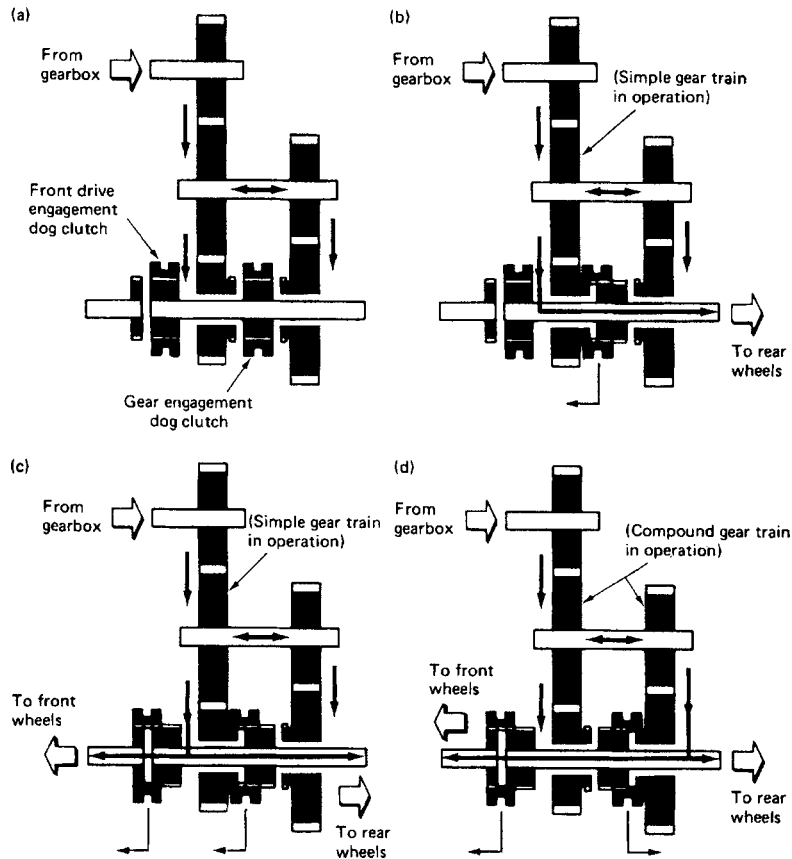 (a)
From
gearbox
Front drive
engagement
dog clutch
Gear engagement
dog clutch
(b)
From
gearbox
(Simple gear train
in operation)
To rear
wheels
(c)
From
gearbox
(Simple gear train
in operation)
To front
wheels
To rear
wheels
(d)
From
gearbox
(Compound gear train
in operation)
To front
wheels
To rear
wheels